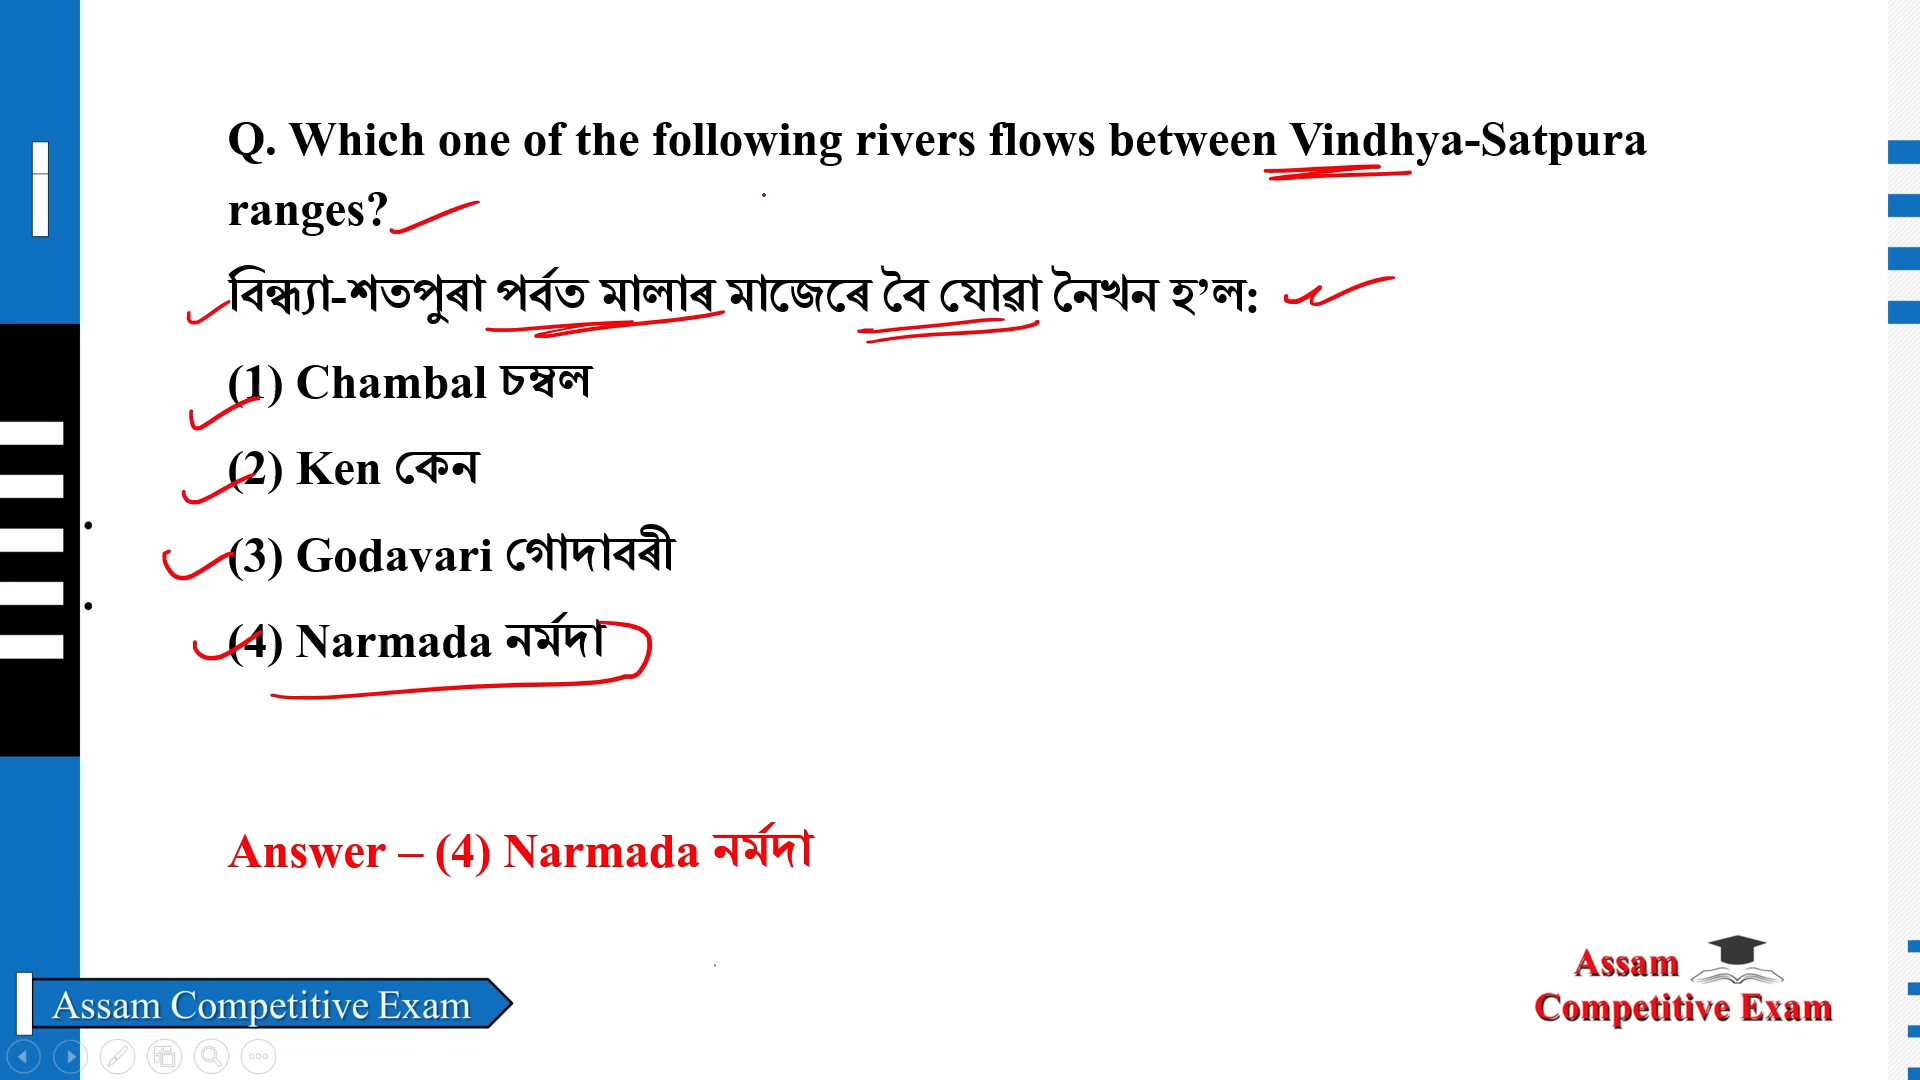 Q. Which one of the following rivers flows between Vindhya-Satpura
ranges?
বিন্ধ্যা-শতপুৰা পৰ্বত মালাৰ মাজেৰে বৈ যোৱা নৈখন হ’ল:
(1) Chambal চম্বল
(2) Ken কেন
(3) Godavari গোদাবৰী
(4) Narmada নৰ্মদা
Answer – (4) Narmada নৰ্মদা
Assam Competitive Exam
Assam
Competitive Exam